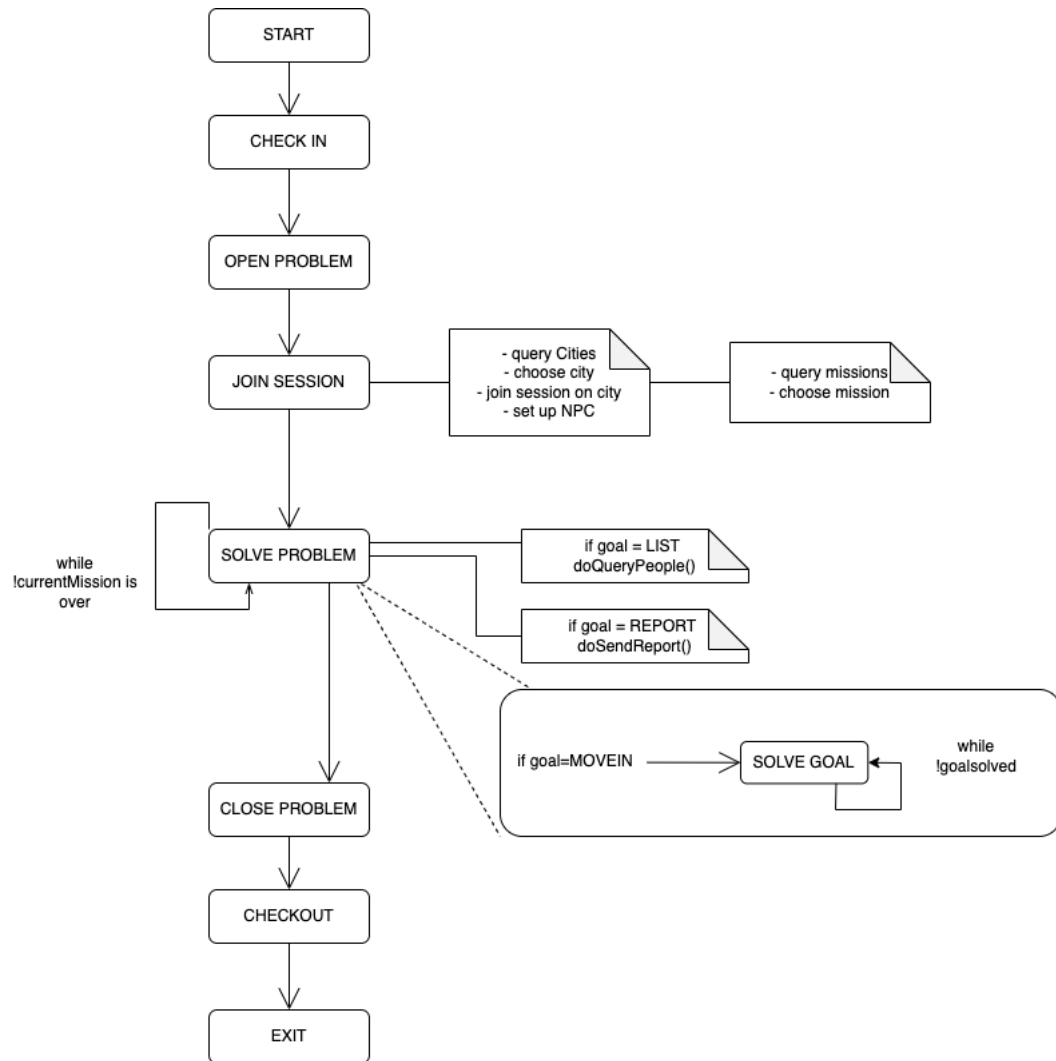 START
CHECK IN
OPEN PROBLEM
JOIN SESSION
- query Cities
- choose city
- join session on city
- set up NPC
- query missions
- choose mission
while
!currentMission is
over
SOLVE PROBLEM
if goal = LIST
doQueryPeople()
if goal = REPORT
doSendReport()
if goal=MOVEIN
SOLVE GOAL
while
!goalsolved
CLOSE PROBLEM
CHECKOUT
EXIT